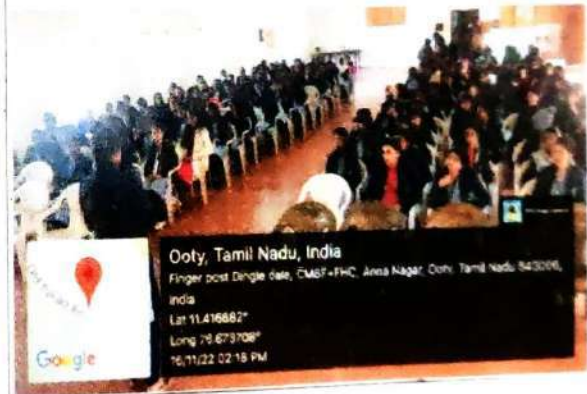 Ooty, Tamil Nadu, India
Finger post Dingle dale, CM8F+FHC, Anna Nagar, Ooty, Tamil Nadu 643006,
India
Lat 11.416682°
Long 76.673708°
16/11/22 02:18 PM
Google